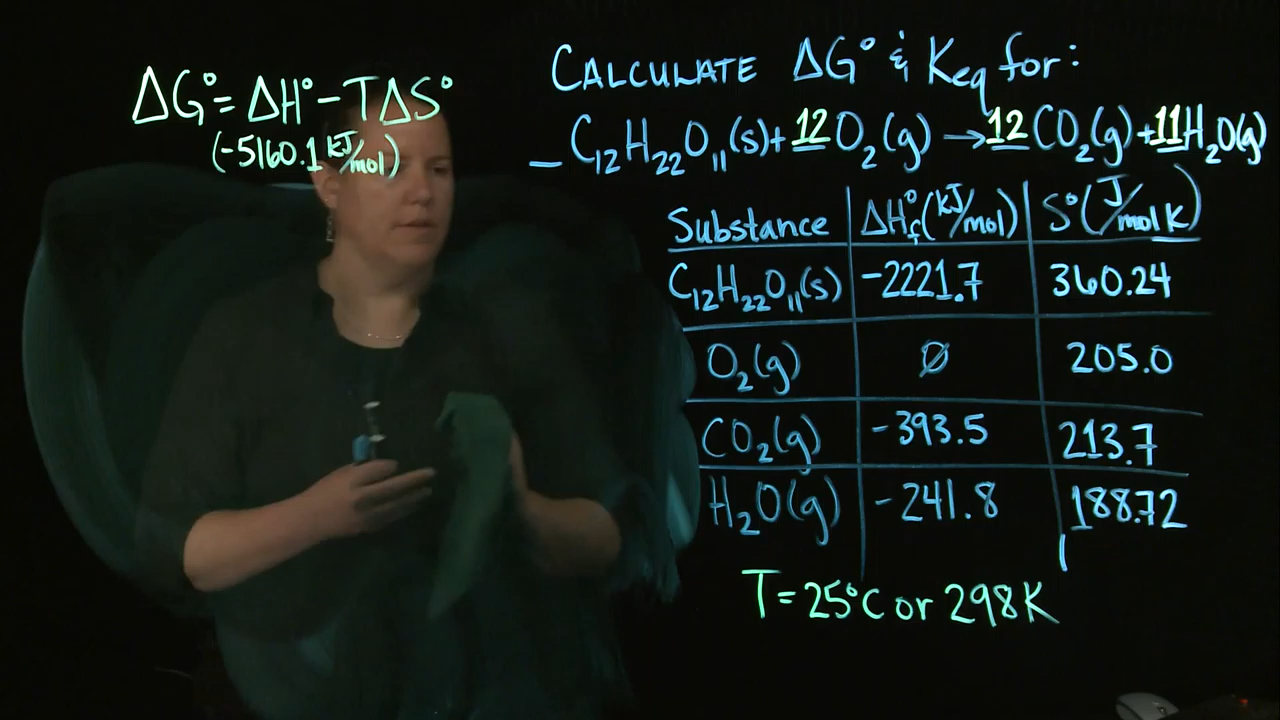 ΔG°=ΔH°-TΔS°
(-5160.1 kJ/mol)
CALCULATE ΔG° & Keq for:
_ C₁₂H₂₂O₁₁(s)+ 12 O₂(g) → 12 CO₂(g)+11 H₂O(g)
Substance | ΔH°f (kJ/mol) | S° (J/mol K)
C₁₂H₂₂O₁₁(s) | -2221.7 | 360.24
O₂(g) | Ø | 205.0
CO₂(g) | -393.5 | 213.7
H₂O(g) | -241.8 | 188.72
T=25°C or 298K